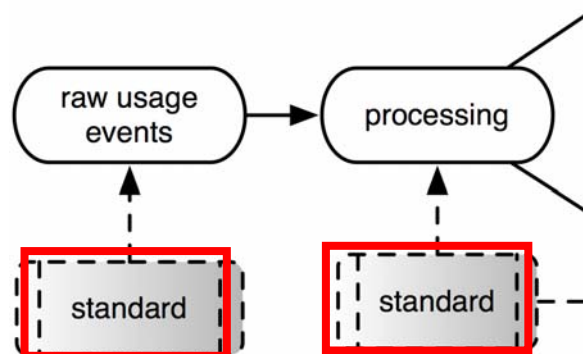 raw usage
events
processing
standard
standard